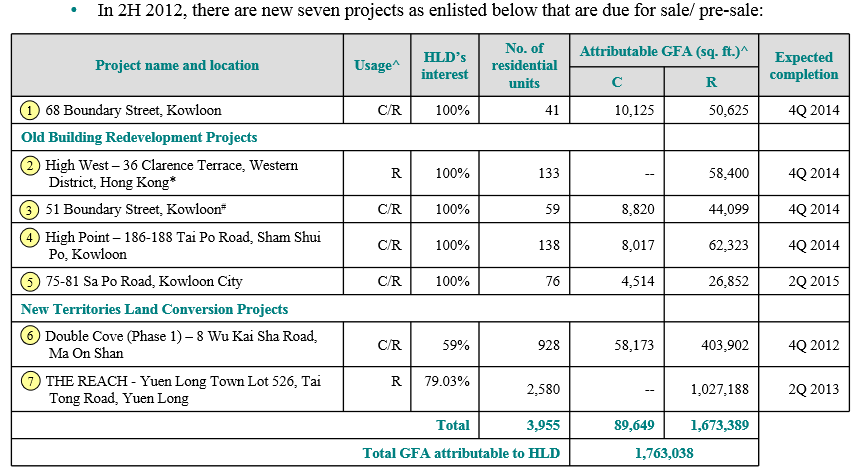 • In 2H 2012, there are new seven projects as enlisted below that are due for sale/ pre-sale:
Project name and location Usage^ HLD's interest No. of residential units Attributable GFA (sq. ft.)^ Expected completion
C R
1 68 Boundary Street, Kowloon C/R 100% 41 10,125 50,625 4Q 2014
Old Building Redevelopment Projects
2 High West – 36 Clarence Terrace, Western
District, Hong Kong* R 100% 133 -- 58,400 4Q 2014
3 51 Boundary Street, Kowloon# C/R 100% 59 8,820 44,099 4Q 2014
4 High Point – 186-188 Tai Po Road, Sham Shui
Po, Kowloon C/R 100% 138 8,017 62,323 4Q 2014
5 75-81 Sa Po Road, Kowloon City C/R 100% 76 4,514 26,852 2Q 2015
New Territories Land Conversion Projects
6 Double Cove (Phase 1) – 8 Wu Kai Sha Road,
Ma On Shan C/R 59% 928 58,173 403,902 4Q 2012
7 THE REACH - Yuen Long Town Lot 526, Tai
Tong Road, Yuen Long R 79.03% 2,580 -- 1,027,188 2Q 2013
Total 3,955 89,649 1,673,389
Total GFA attributable to HLD 1,763,038